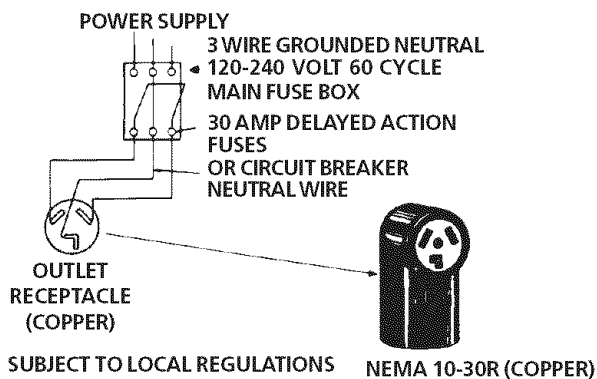 POWER SUPPLY
3 WIRE GROUNDED NEUTRAL
120-240 VOLT 60 CYCLE
MAIN FUSE BOX
30 AMP DELAYED ACTION
FUSES
OR CIRCUIT BREAKER
NEUTRAL WIRE
OUTLET
RECEPTACLE
(COPPER)
SUBJECT TO LOCAL REGULATIONS
NEMA 10-30R (COPPER)